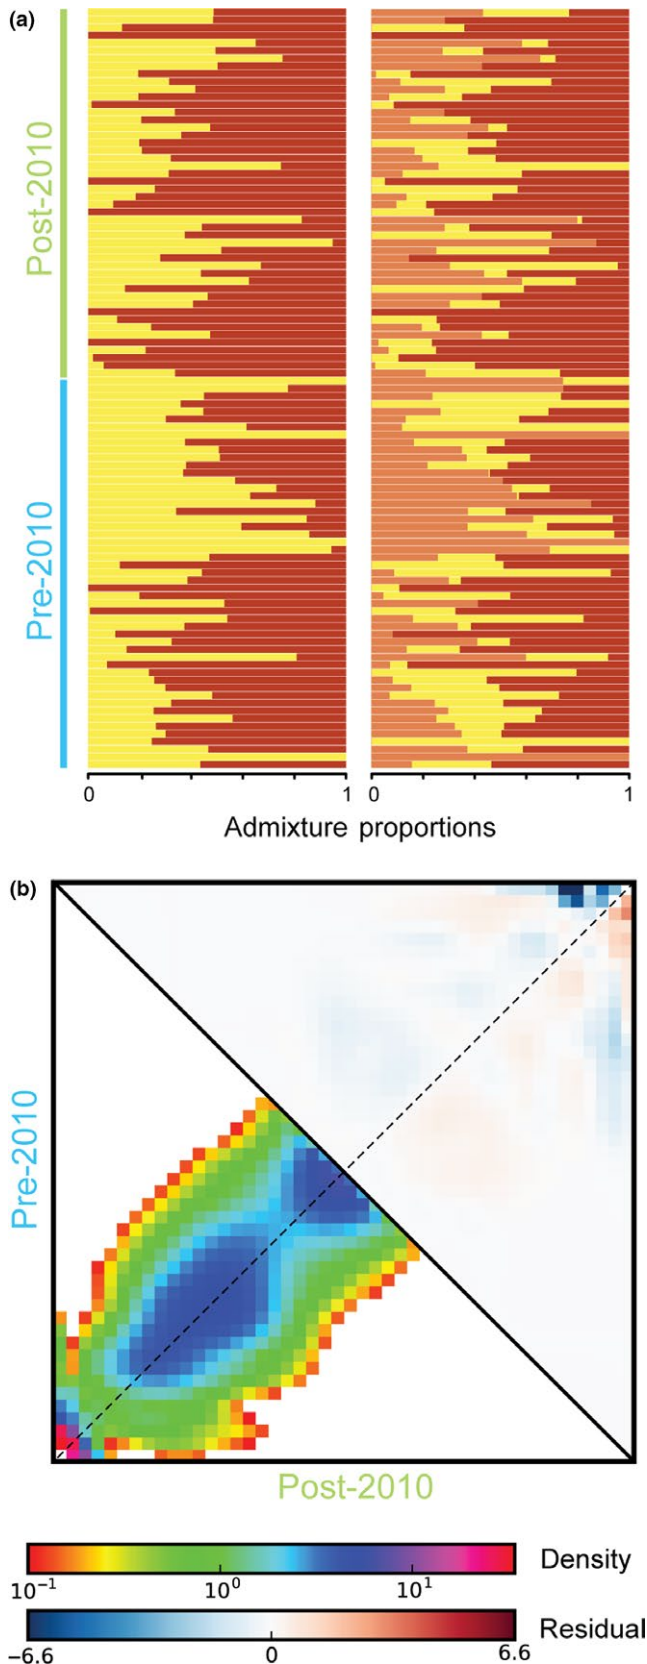 (a)
Post-2010
Pre-2010
0 1 0 1
Admixture proportions
(b)
Pre-2010
Post-2010
Density
10⁻¹ 10⁰ 10¹
Residual
−6.6 0 6.6